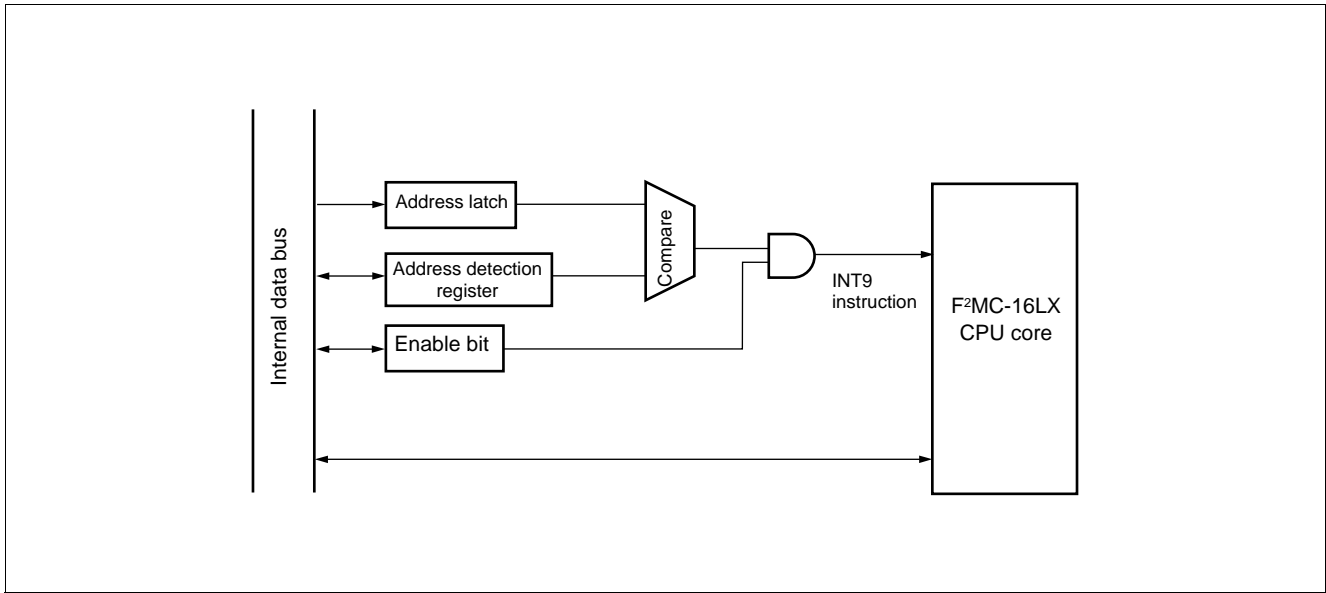 Internal data bus
Address latch
Address detection
register
Enable bit
Compare
INT9
instruction
F²MC-16LX
CPU core